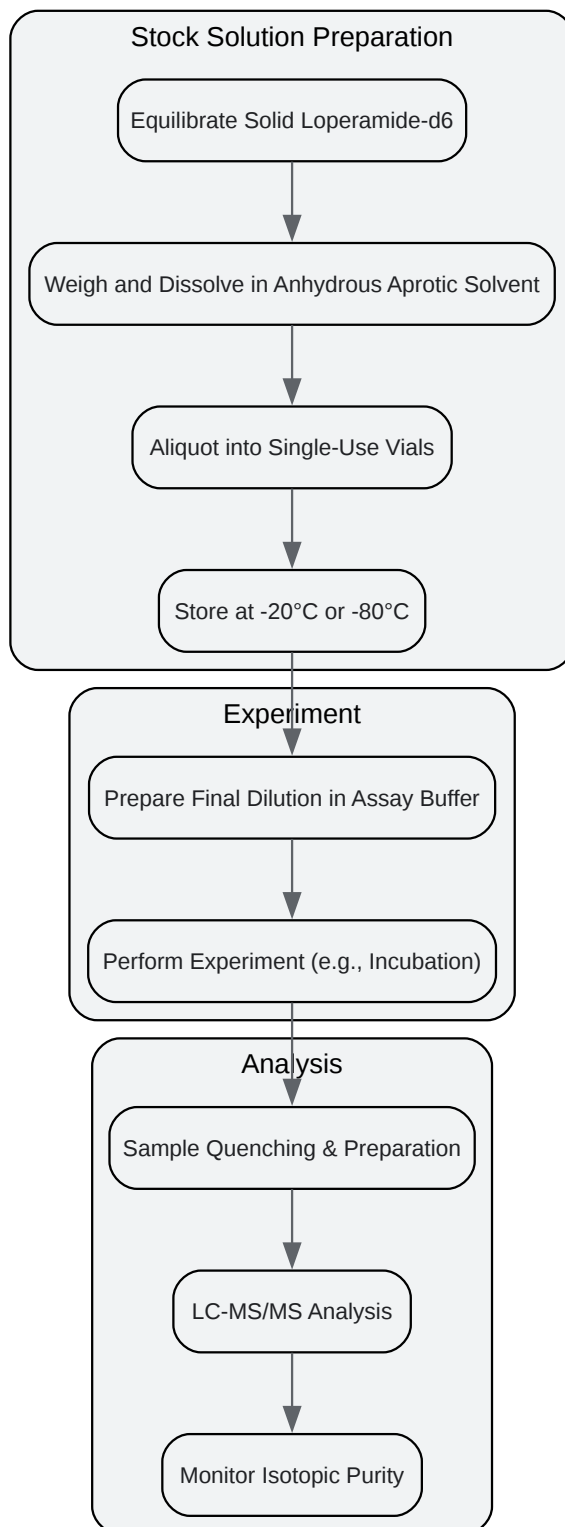 Stock Solution Preparation
Equilibrate Solid Loperamide-d6
Weigh and Dissolve in Anhydrous Aprotic Solvent
Aliquot into Single-Use Vials
Store at -20°C or -80°C
Experiment
Prepare Final Dilution in Assay Buffer
Perform Experiment (e.g., Incubation)
Analysis
Sample Quenching & Preparation
LC-MS/MS Analysis
Monitor Isotopic Purity